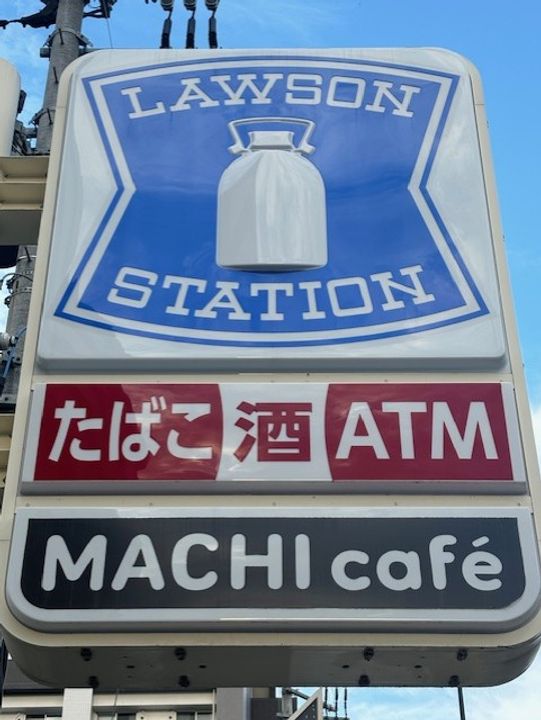 LAWSON
STATION
たばこ 酒 ATM
MACHI café